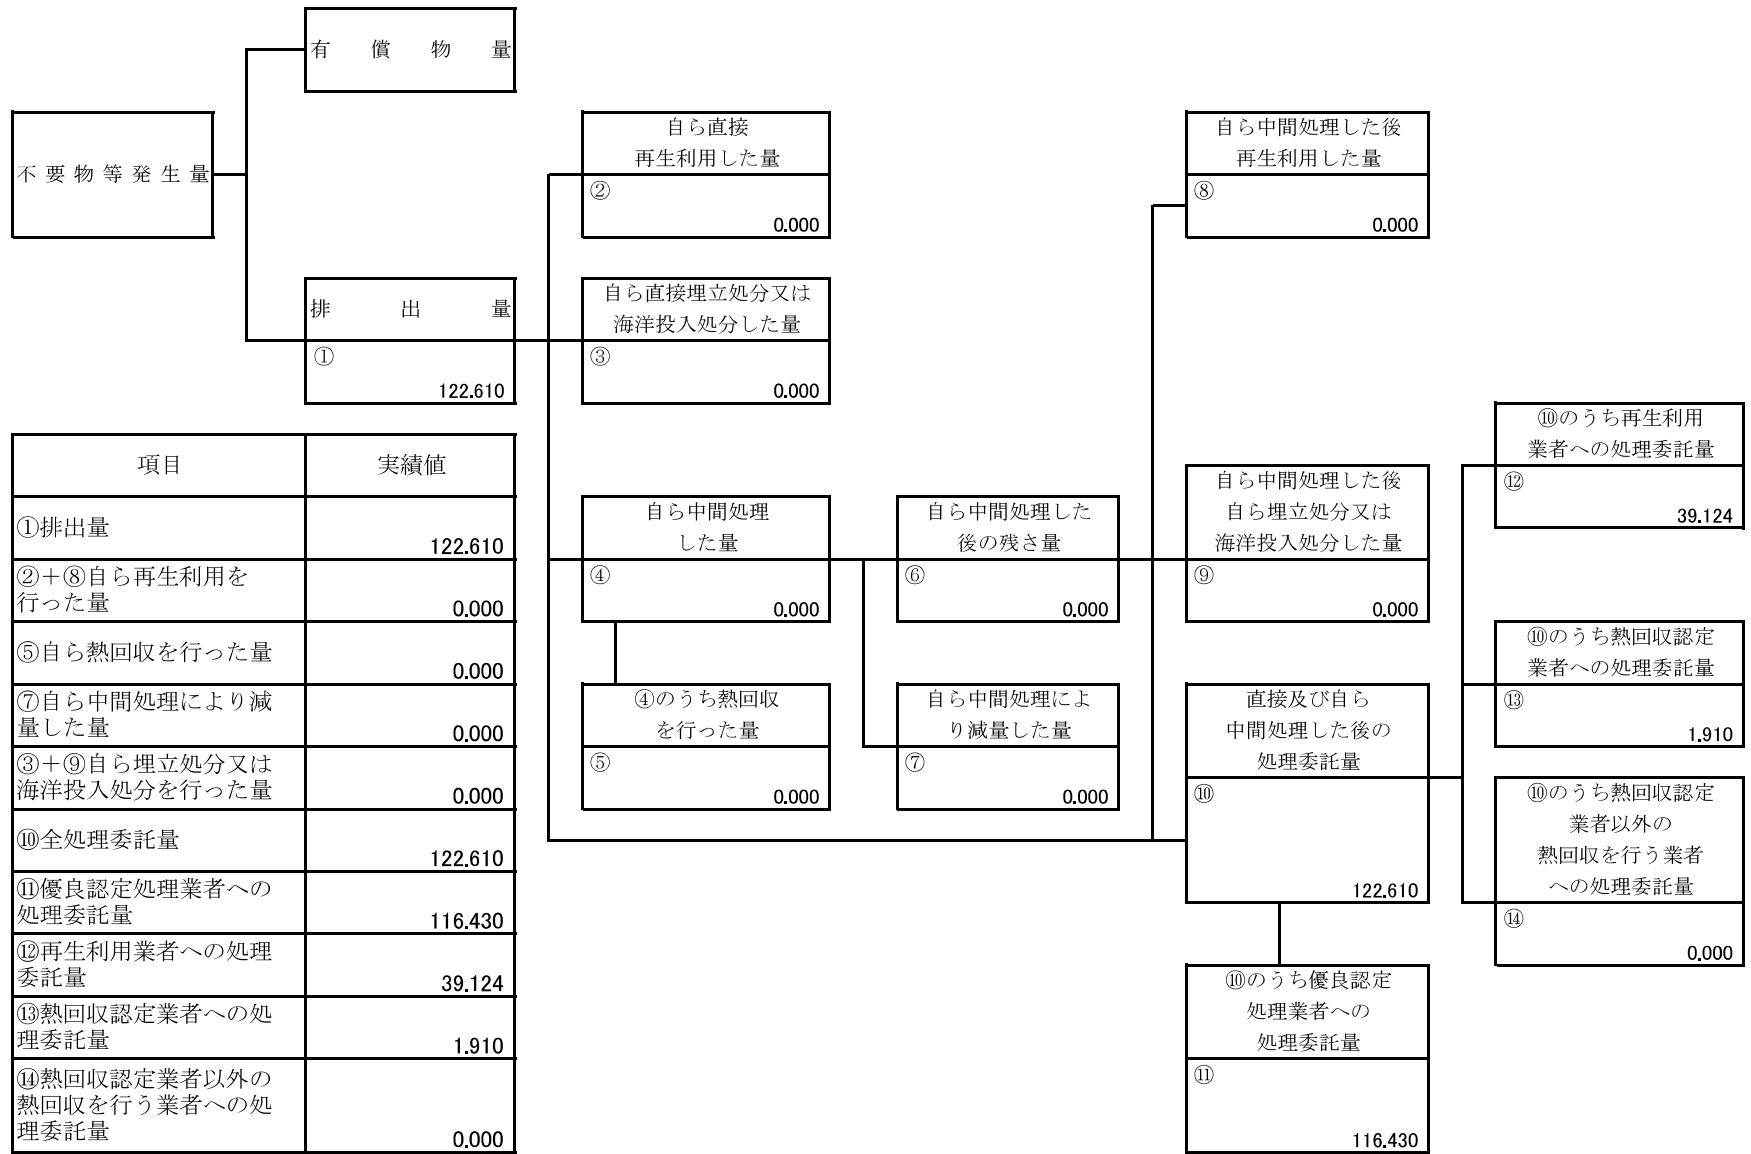 有償物量
不要物等発生量
排出量
①
122.610
自ら直接
再生利用した量
②
0.000
自ら直接埋立処分又は
海洋投入処分した量
③
0.000
自ら中間処理した後
再生利用した量
⑧
0.000
項目 実績値
①排出量
122.610
②＋⑧自ら再生利用を
行った量
0.000
⑤自ら熱回収を行った量
0.000
⑦自ら中間処理により減
量した量
0.000
③＋⑨自ら埋立処分又は
海洋投入処分を行った量
0.000
⑩全処理委託量
122.610
⑪優良認定処理業者への
処理委託量
116.430
⑫再生利用業者への処理
委託量
39.124
⑬熱回収認定業者への処
理委託量
1.910
⑭熱回収認定業者以外の
熱回収を行う業者への処
理委託量
0.000
自ら中間処理
した量
④
0.000
④のうち熱回収
を行った量
⑤
0.000
自ら中間処理した
後の残さ量
⑥
0.000
自ら中間処理によ
り減量した量
⑦
0.000
自ら中間処理した後
自ら埋立処分又は
海洋投入処分した量
⑨
0.000
直接及び自ら
中間処理した後の
処理委託量
⑩
122.610
⑩のうち優良認定
処理業者への
処理委託量
⑪
116.430
⑩のうち再生利用
業者への処理委託量
⑫
39.124
⑩のうち熱回収認定
業者への処理委託量
⑬
1.910
⑩のうち熱回収認定
業者以外の
熱回収を行う業者
への処理委託量
⑭
0.000